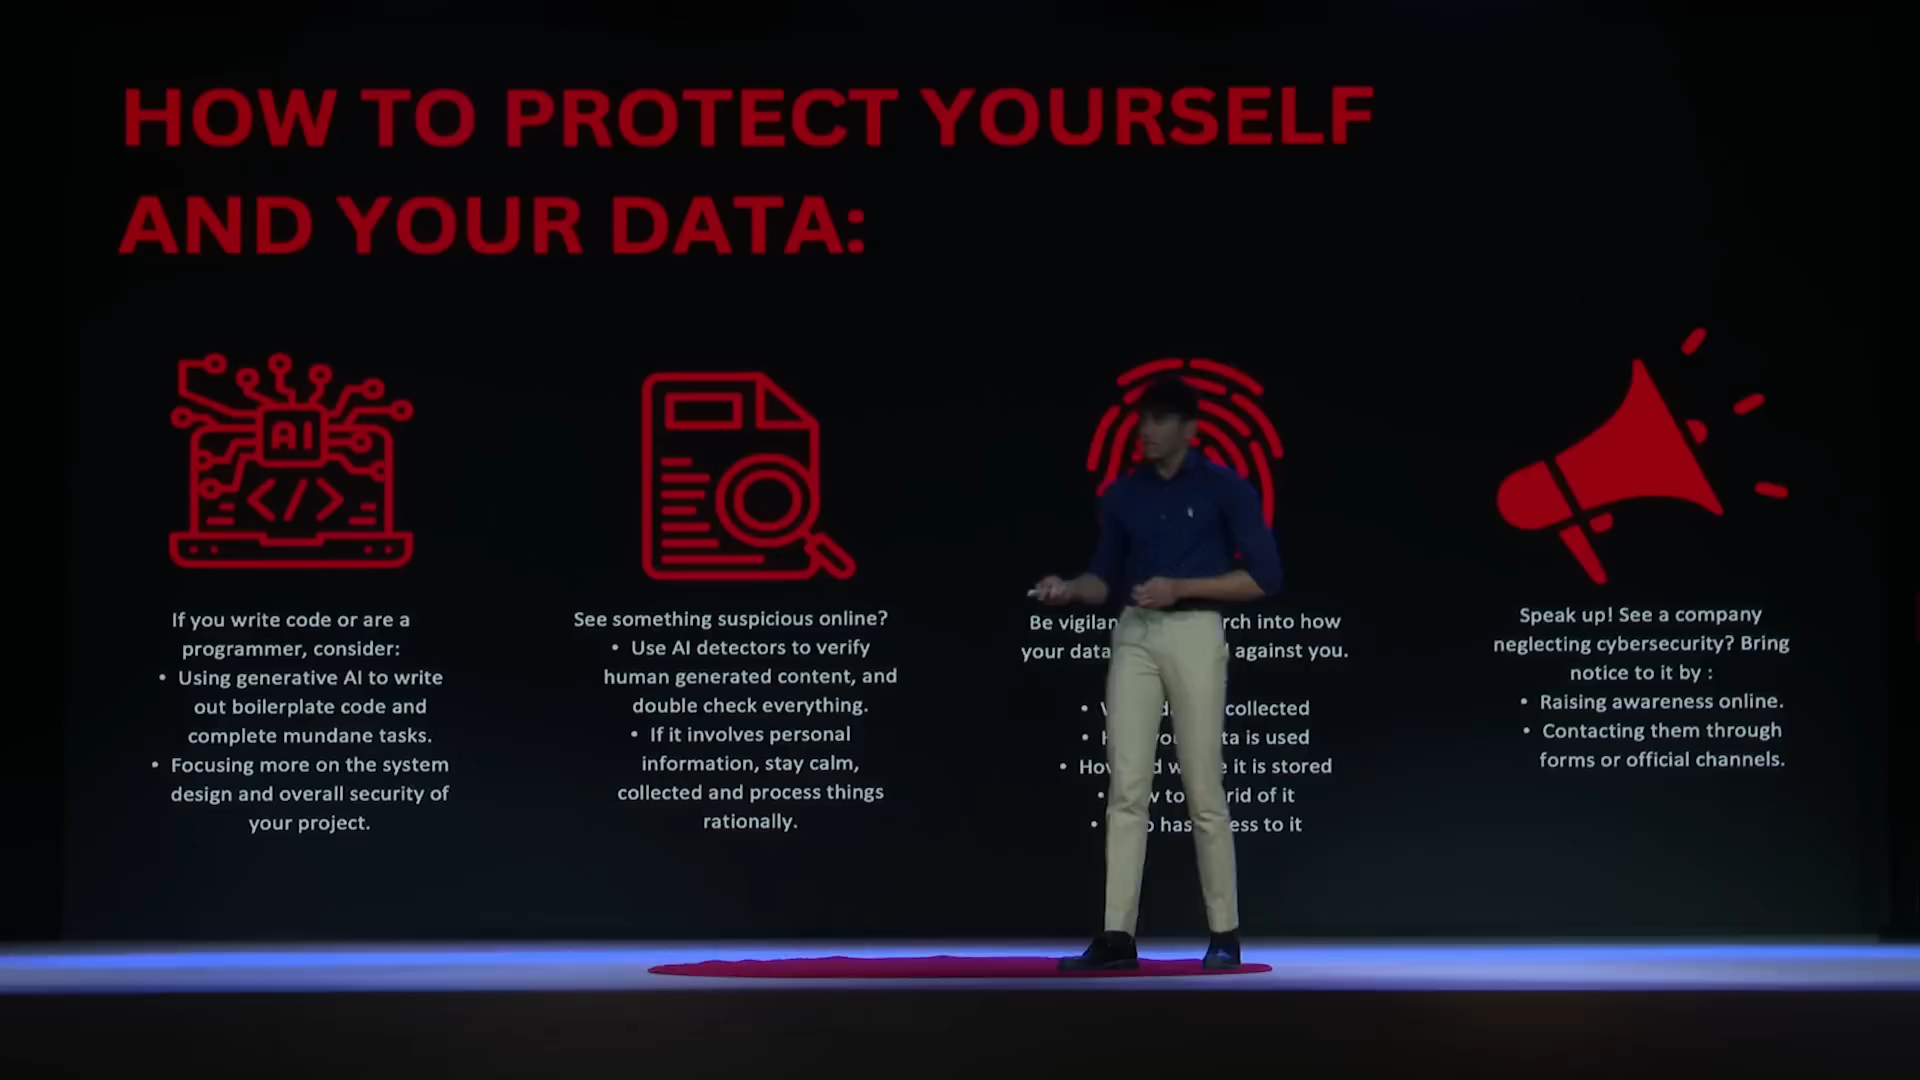 HOW TO PROTECT YOURSELF
AND YOUR DATA:
AI
</>
If you write code or are a
programmer, consider:
• Using generative AI to write
out boilerplate code and
complete mundane tasks.
• Focusing more on the system
design and overall security of
your project.
See something suspicious online?
• Use AI detectors to verify
human generated content, and
double check everything.
• If it involves personal
information, stay calm,
collected and process things
rationally.
Be into how
your data against you.
• collected
• is used
• it is stored
• to rid of it
• has to it
Speak up! See a company
neglecting cybersecurity? Bring
notice to it by :
• Raising awareness online.
• Contacting them through
forms or official channels.